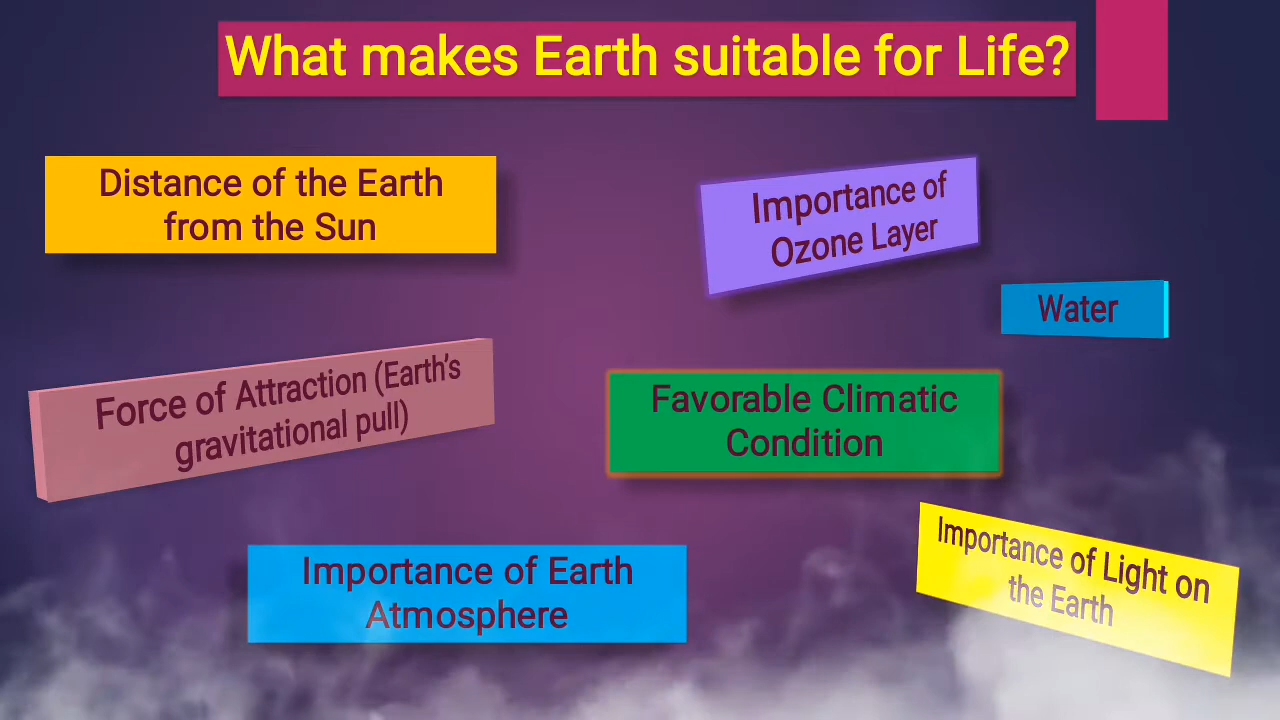 What makes Earth suitable for Life?
Distance of the Earth
from the Sun
Importance of
Ozone Layer
Water
Force of Attraction (Earth's
gravitational pull)
Favorable Climatic
Condition
Importance of Light on
the Earth
Importance of Earth
Atmosphere